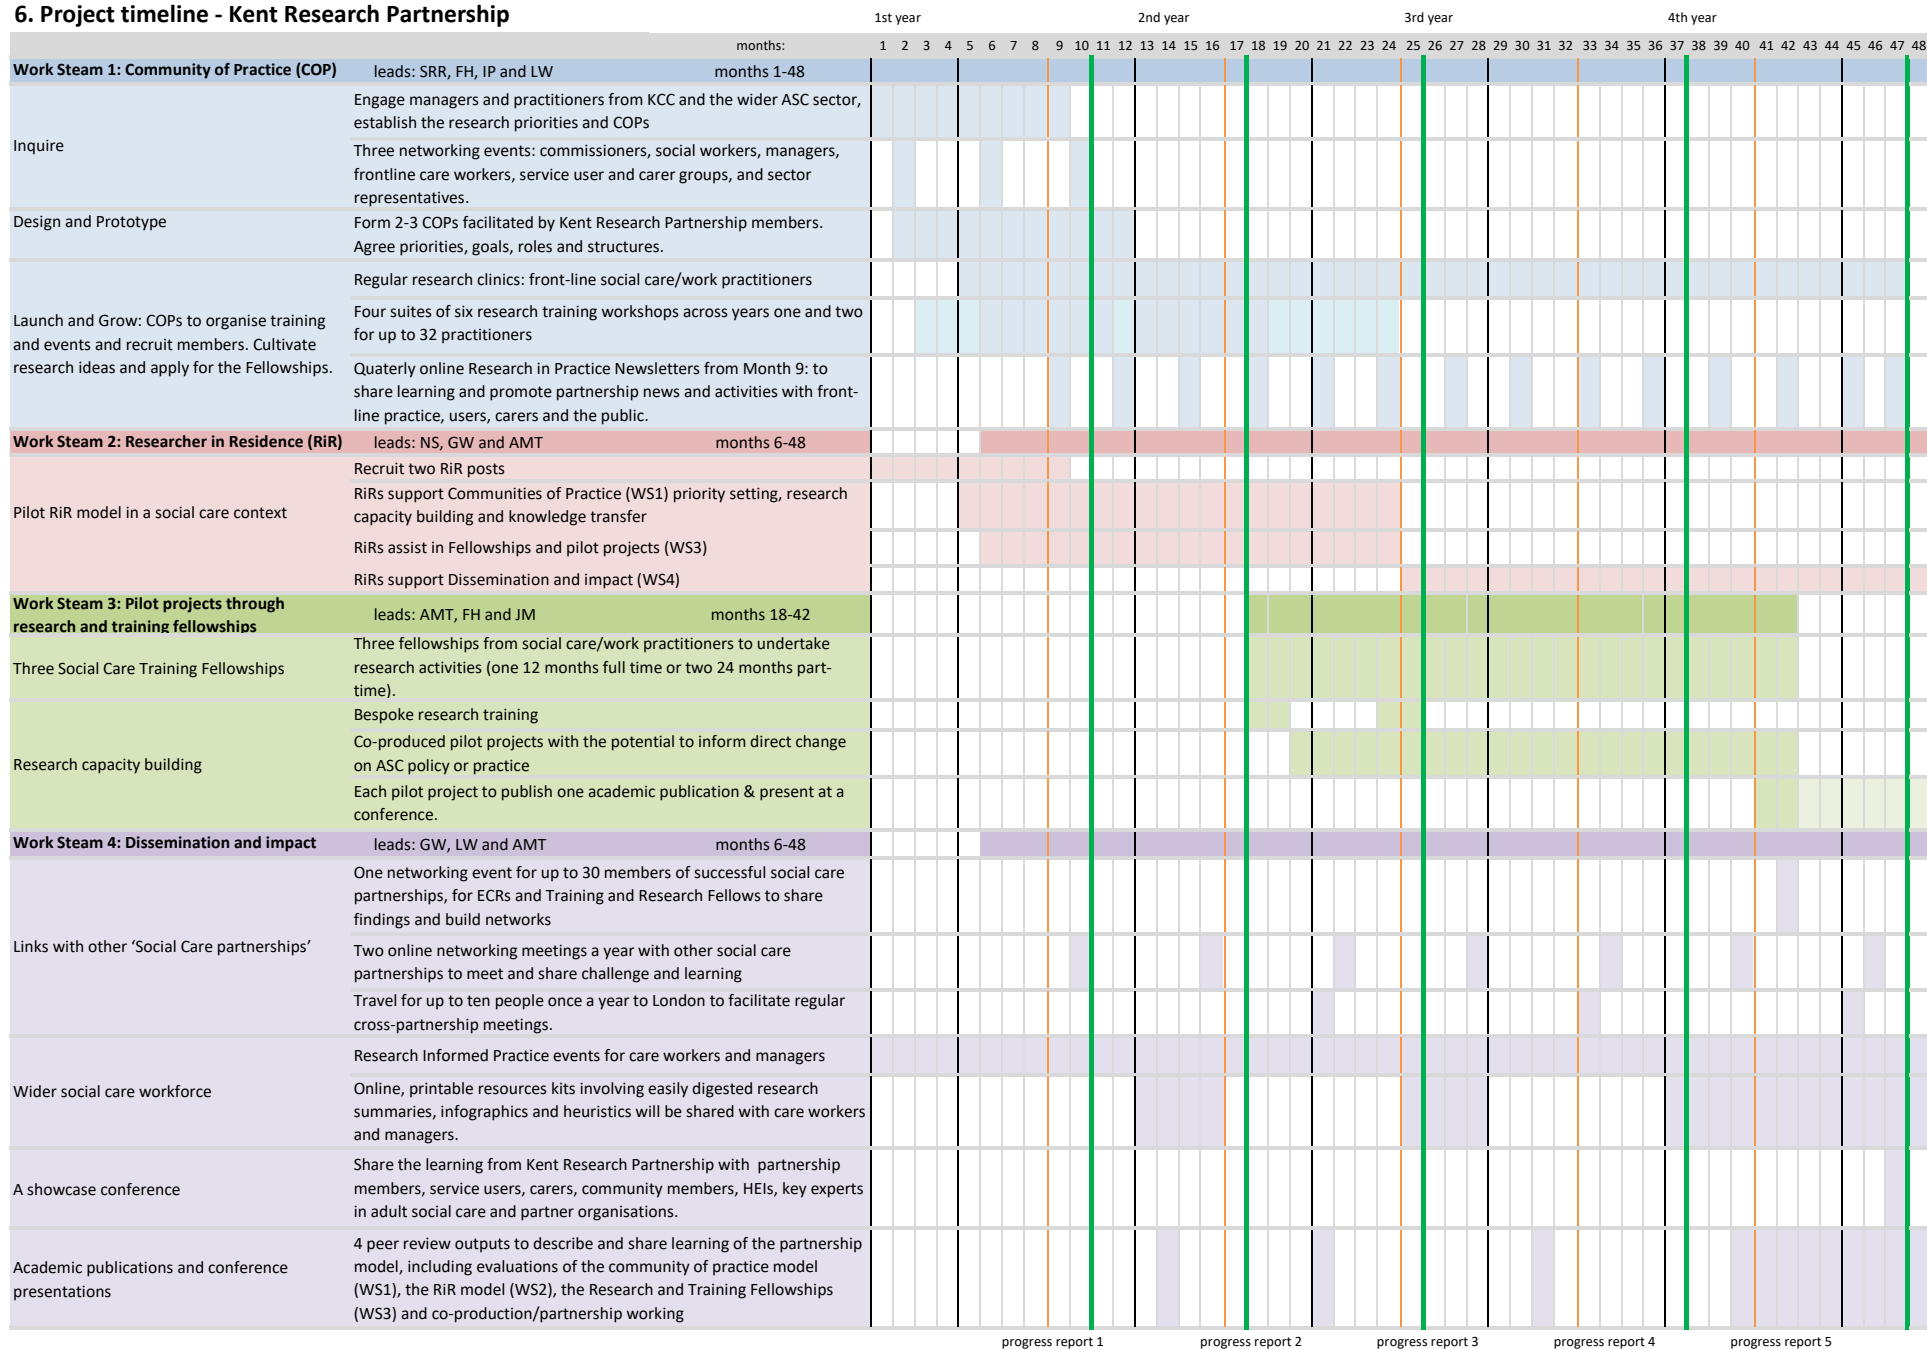 6. Project timeline - Kent Research Partnership
1st year 2nd year 3rd year 4th year
months: 1 2 3 4 5 6 7 8 9 10 11 12 13 14 15 16 17 18 19 20 21 22 23 24 25 26 27 28 29 30 31 32 33 34 35 36 37 38 39 40 41 42 43 44 45 46 47 48
Work Steam 1: Community of Practice (COP) leads: SRR, FH, IP and LW months 1-48
Inquire
Engage managers and practitioners from KCC and the wider ASC sector,
establish the research priorities and COPs
Three networking events: commissioners, social workers, managers,
frontline care workers, service user and carer groups, and sector
representatives.
Design and Prototype
Form 2-3 COPs facilitated by Kent Research Partnership members.
Agree priorities, goals, roles and structures.
Launch and Grow: COPs to organise training
and events and recruit members. Cultivate
research ideas and apply for the Fellowships.
Regular research clinics: front-line social care/work practitioners
Four suites of six research training workshops across years one and two
for up to 32 practitioners
Quaterly online Research in Practice Newsletters from Month 9: to
share learning and promote partnership news and activities with front-
line practice, users, carers and the public.
Work Steam 2: Researcher in Residence (RiR) leads: NS, GW and AMT months 6-48
Pilot RiR model in a social care context
Recruit two RiR posts
RiRs support Communities of Practice (WS1) priority setting, research
capacity building and knowledge transfer
RiRs assist in Fellowships and pilot projects (WS3)
RiRs support Dissemination and impact (WS4)
Work Steam 3: Pilot projects through
research and training fellowships
leads: AMT, FH and JM months 18-42
Three Social Care Training Fellowships
Three fellowships from social care/work practitioners to undertake
research activities (one 12 months full time or two 24 months part-
time).
Research capacity building
Bespoke research training
Co-produced pilot projects with the potential to inform direct change
on ASC policy or practice
Each pilot project to publish one academic publication & present at a
conference.
Work Steam 4: Dissemination and impact leads: GW, LW and AMT months 6-48
Links with other ‘Social Care partnerships’
One networking event for up to 30 members of successful social care
partnerships, for ECRs and Training and Research Fellows to share
findings and build networks
Two online networking meetings a year with other social care
partnerships to meet and share challenge and learning
Travel for up to ten people once a year to London to facilitate regular
cross-partnership meetings.
Wider social care workforce
Research Informed Practice events for care workers and managers
Online, printable resources kits involving easily digested research
summaries, infographics and heuristics will be shared with care workers
and managers.
A showcase conference
Share the learning from Kent Research Partnership with partnership
members, service users, carers, community members, HEIs, key experts
in adult social care and partner organisations.
Academic publications and conference
presentations
4 peer review outputs to describe and share learning of the partnership
model, including evaluations of the community of practice model
(WS1), the RiR model (WS2), the Research and Training Fellowships
(WS3) and co-production/partnership working
progress report 1 progress report 2 progress report 3 progress report 4 progress report 5